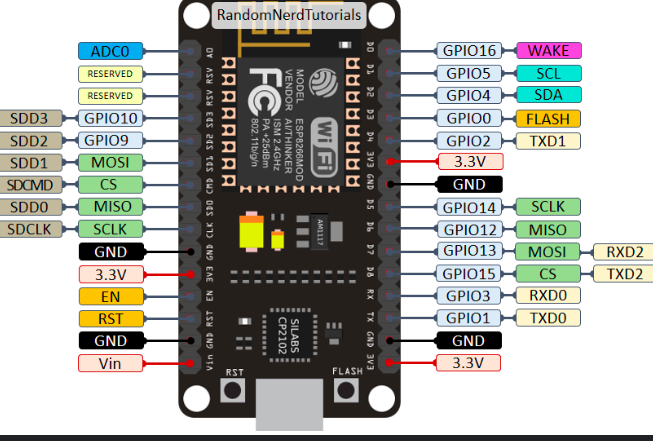 RandomNerdTutorials
ADC0
RESERVED
RESERVED
SDD3 GPIO10
SDD2 GPIO9
SDD1 MOSI
SDCMD CS
SDD0 MISO
SDCLK SCLK
GND
3.3V
EN
RST
GND
Vin
A0
RSV
RSV
SD3
SD2
SD1
CMD
SD0
CLK
GND
3V3
EN
RST
GND
Vin
MODEL ESP8266MOD
VENDOR AI/THINKER
ISM 2.4GHz
PA +25dBm
802.11b/g/n
FC
WiFi
AM1117
SILABS
CP2102
RST
FLASH
D0
D1
D2
D3
D4
3V3
GND
D5
D6
D7
D8
RX
TX
GND
3V3
GPIO16 WAKE
GPIO5 SCL
GPIO4 SDA
GPIO0 FLASH
GPIO2 TXD1
3.3V
GND
GPIO14 SCLK
GPIO12 MISO
GPIO13 MOSI RXD2
GPIO15 CS TXD2
GPIO3 RXD0
GPIO1 TXD0
GND
3.3V